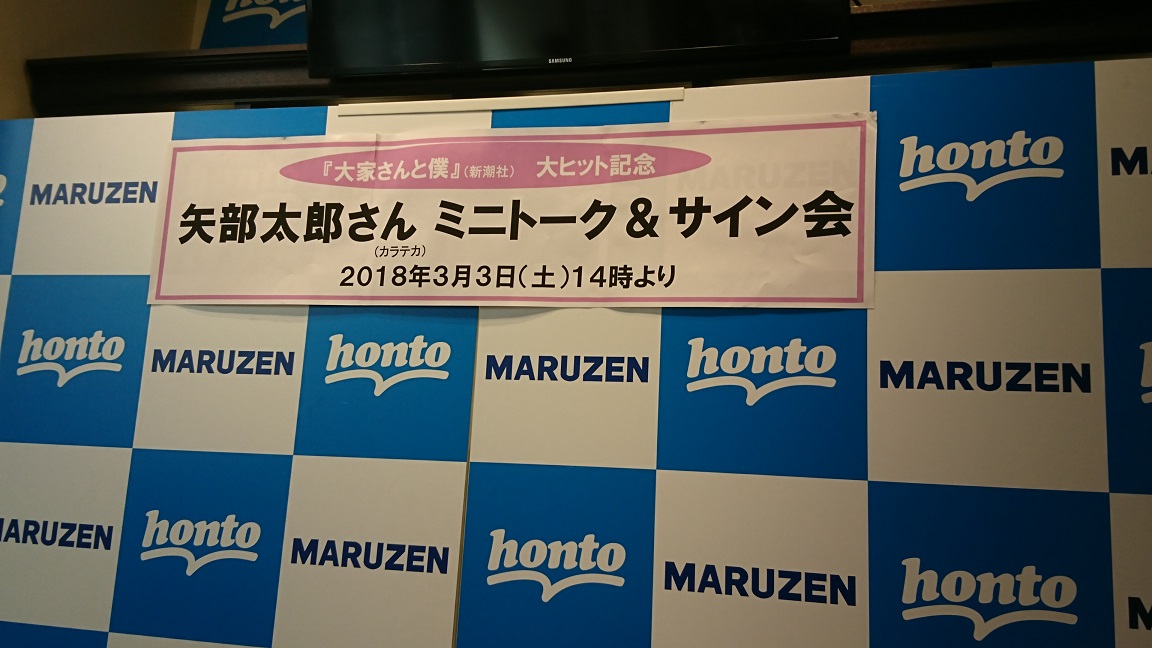 honto
SAMSUNG
『大家さんと僕』(新潮社) 大ヒット記念
矢部太郎さん ミニトーク&サイン会
(カラテカ)
2018年3月3日(土)14時より
MARUZEN honto
honto MARUZEN honto MARUZEN honto MARUZEN
MARUZEN honto MARUZEN honto MARUZEN honto